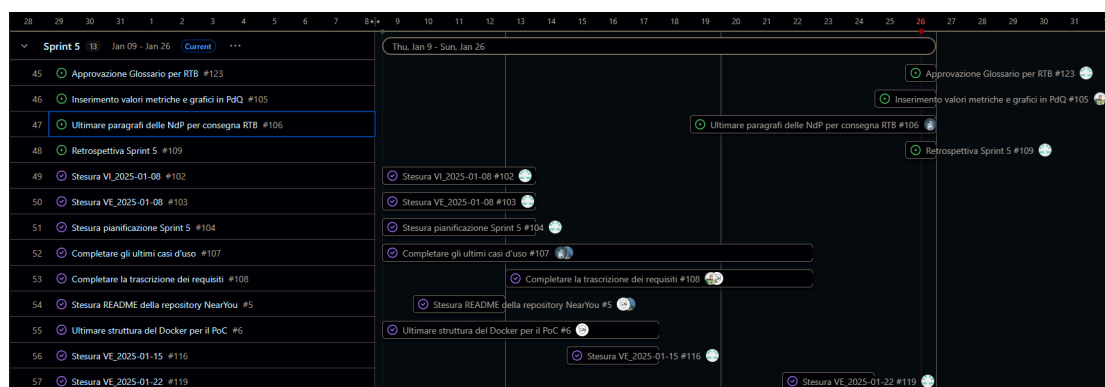 28 29 30 31 1 2 3 4 5 6 7 8 9 10 11 12 13 14 15 16 17 18 19 20 21 22 23 24 25 26 27 28 29 30 31
Sprint 5 13 Jan 09 - Jan 26 Current ... Thu, Jan 9 - Sun, Jan 26
45 Approvazione Glossario per RTB #123 Approvazione Glossario per RTB #123
46 Inserimento valori metriche e grafici in PdQ #105 Inserimento valori metriche e grafici in PdQ #105
47 Ultimare paragrafi delle NdP per consegna RTB #106 Ultimare paragrafi delle NdP per consegna RTB #106
48 Retrospettiva Sprint 5 #109 Retrospettiva Sprint 5 #109
49 Stesura VI_2025-01-08 #102 Stesura VI_2025-01-08 #102
50 Stesura VE_2025-01-08 #103 Stesura VE_2025-01-08 #103
51 Stesura pianificazione Sprint 5 #104 Stesura pianificazione Sprint 5 #104
52 Completare gli ultimi casi d'uso #107 Completare gli ultimi casi d'uso #107
53 Completare la trascrizione dei requisiti #108 Completare la trascrizione dei requisiti #108
54 Stesura README della repository NearYou #5 Stesura README della repository NearYou #5
55 Ultimare struttura del Docker per il PoC #6 Ultimare struttura del Docker per il PoC #6
56 Stesura VE_2025-01-15 #116 Stesura VE_2025-01-15 #116
57 Stesura VE_2025-01-22 #119 Stesura VE_2025-01-22 #119